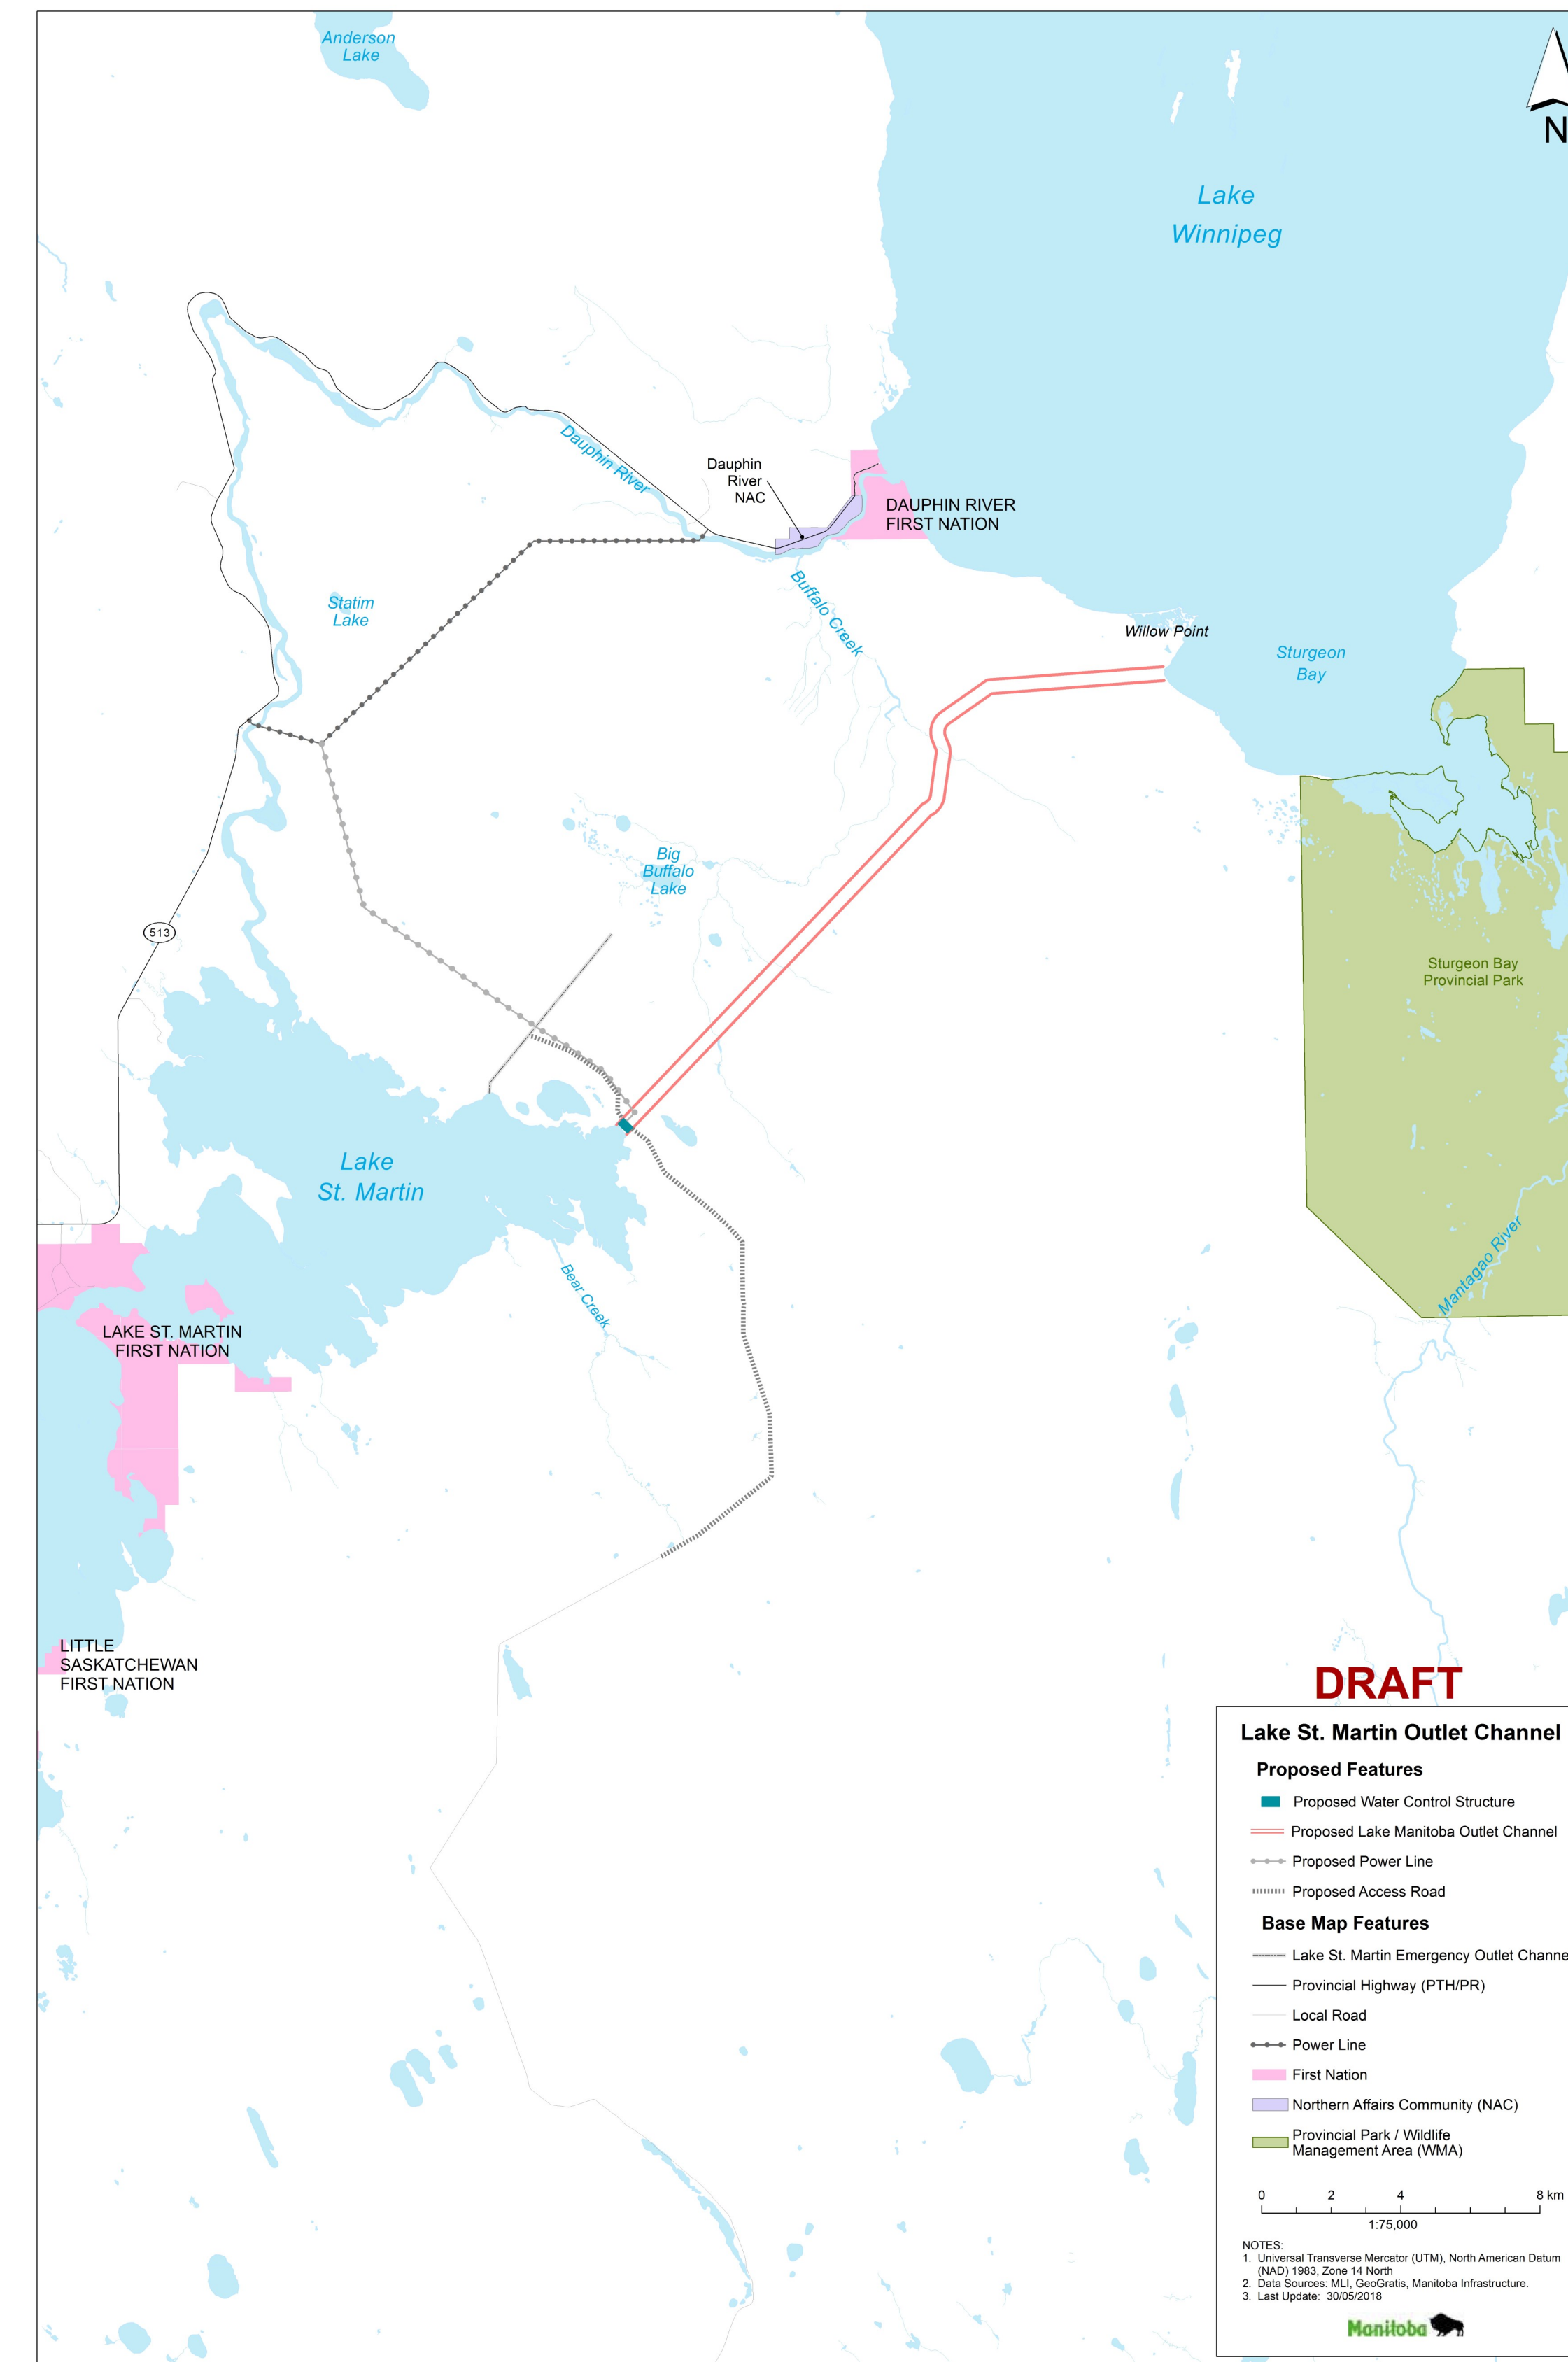 Anderson
Lake
N
Lake
Winnipeg
Dauphin River
Dauphin
River
NAC
DAUPHIN RIVER
FIRST NATION
Buffalo Creek
Statim
Lake
Willow Point
Sturgeon
Bay
Big
Buffalo
Lake
513
Sturgeon Bay
Provincial Park
Lake
St. Martin
Bear Creek
Mantagao River
LAKE ST. MARTIN
FIRST NATION
LITTLE
SASKATCHEWAN
FIRST NATION
DRAFT
Lake St. Martin Outlet Channel
Proposed Features
Proposed Water Control Structure
Proposed Lake Manitoba Outlet Channel
Proposed Power Line
Proposed Access Road
Base Map Features
Lake St. Martin Emergency Outlet Channe
Provincial Highway (PTH/PR)
Local Road
Power Line
First Nation
Northern Affairs Community (NAC)
Provincial Park / Wildlife
Management Area (WMA)
0 2 4 8 km
1:75,000
NOTES:
1. Universal Transverse Mercator (UTM), North American Datum
(NAD) 1983, Zone 14 North
2. Data Sources: MLI, GeoGratis, Manitoba Infrastructure.
3. Last Update: 30/05/2018
Manitoba